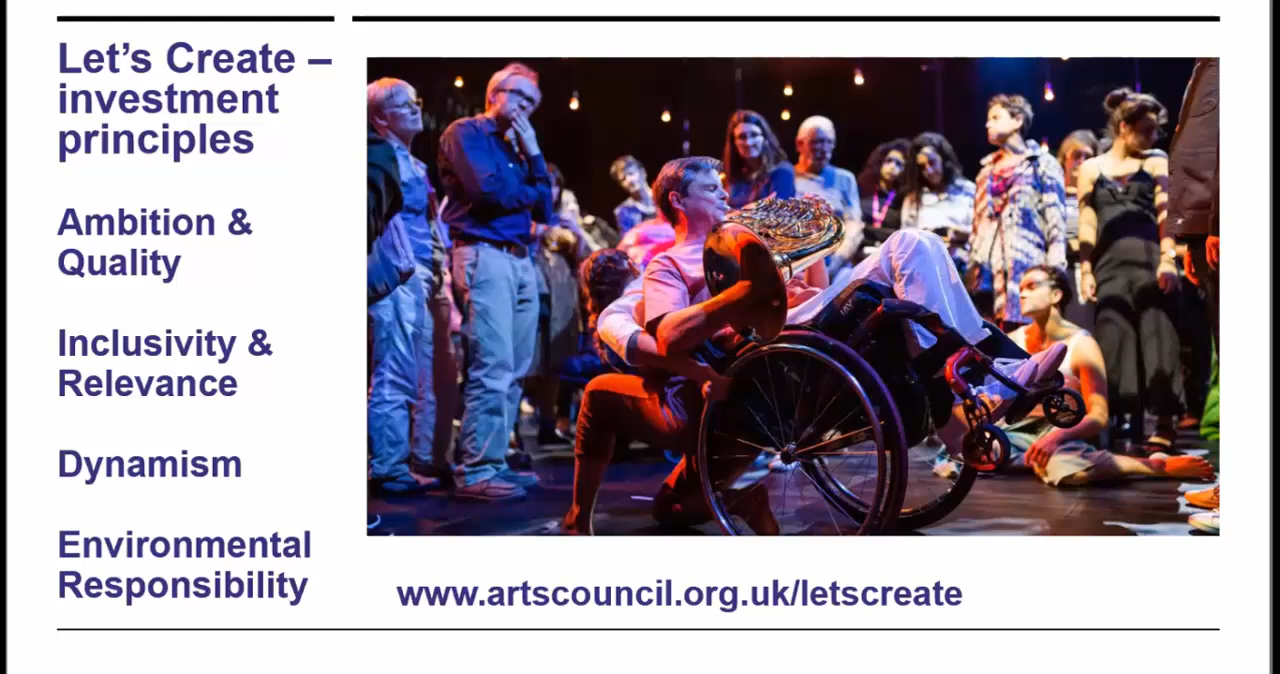 Let’s Create –
investment
principles
Ambition &
Quality
Inclusivity &
Relevance
Dynamism
Environmental
Responsibility
www.artscouncil.org.uk/letscreate